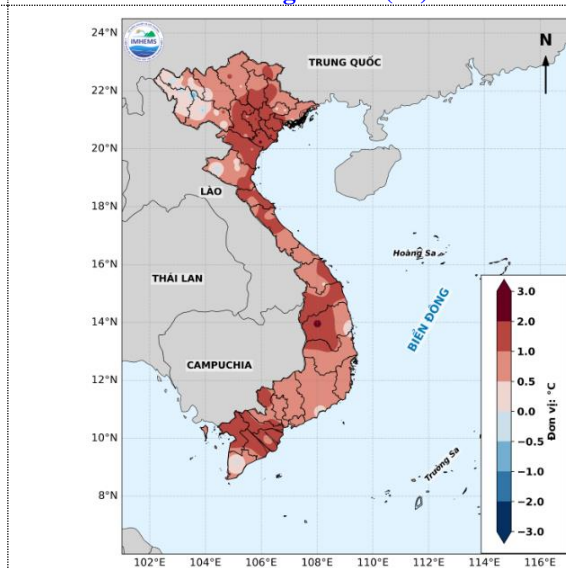 24°N
22°N
20°N
18°N
16°N
14°N
12°N
10°N
8°N
IMHEMS
N
TRUNG QUỐC
LÀO
Hoàng Sa
THÁI LAN
BIỂN ĐÔNG
CAMPUCHIA
Trường Sa
3.0
2.0
1.0
0.5
0.0
−0.5
−1.0
−2.0
−3.0
Đơn vị: °C
102°E
104°E
106°E
108°E
110°E
112°E
114°E
116°E